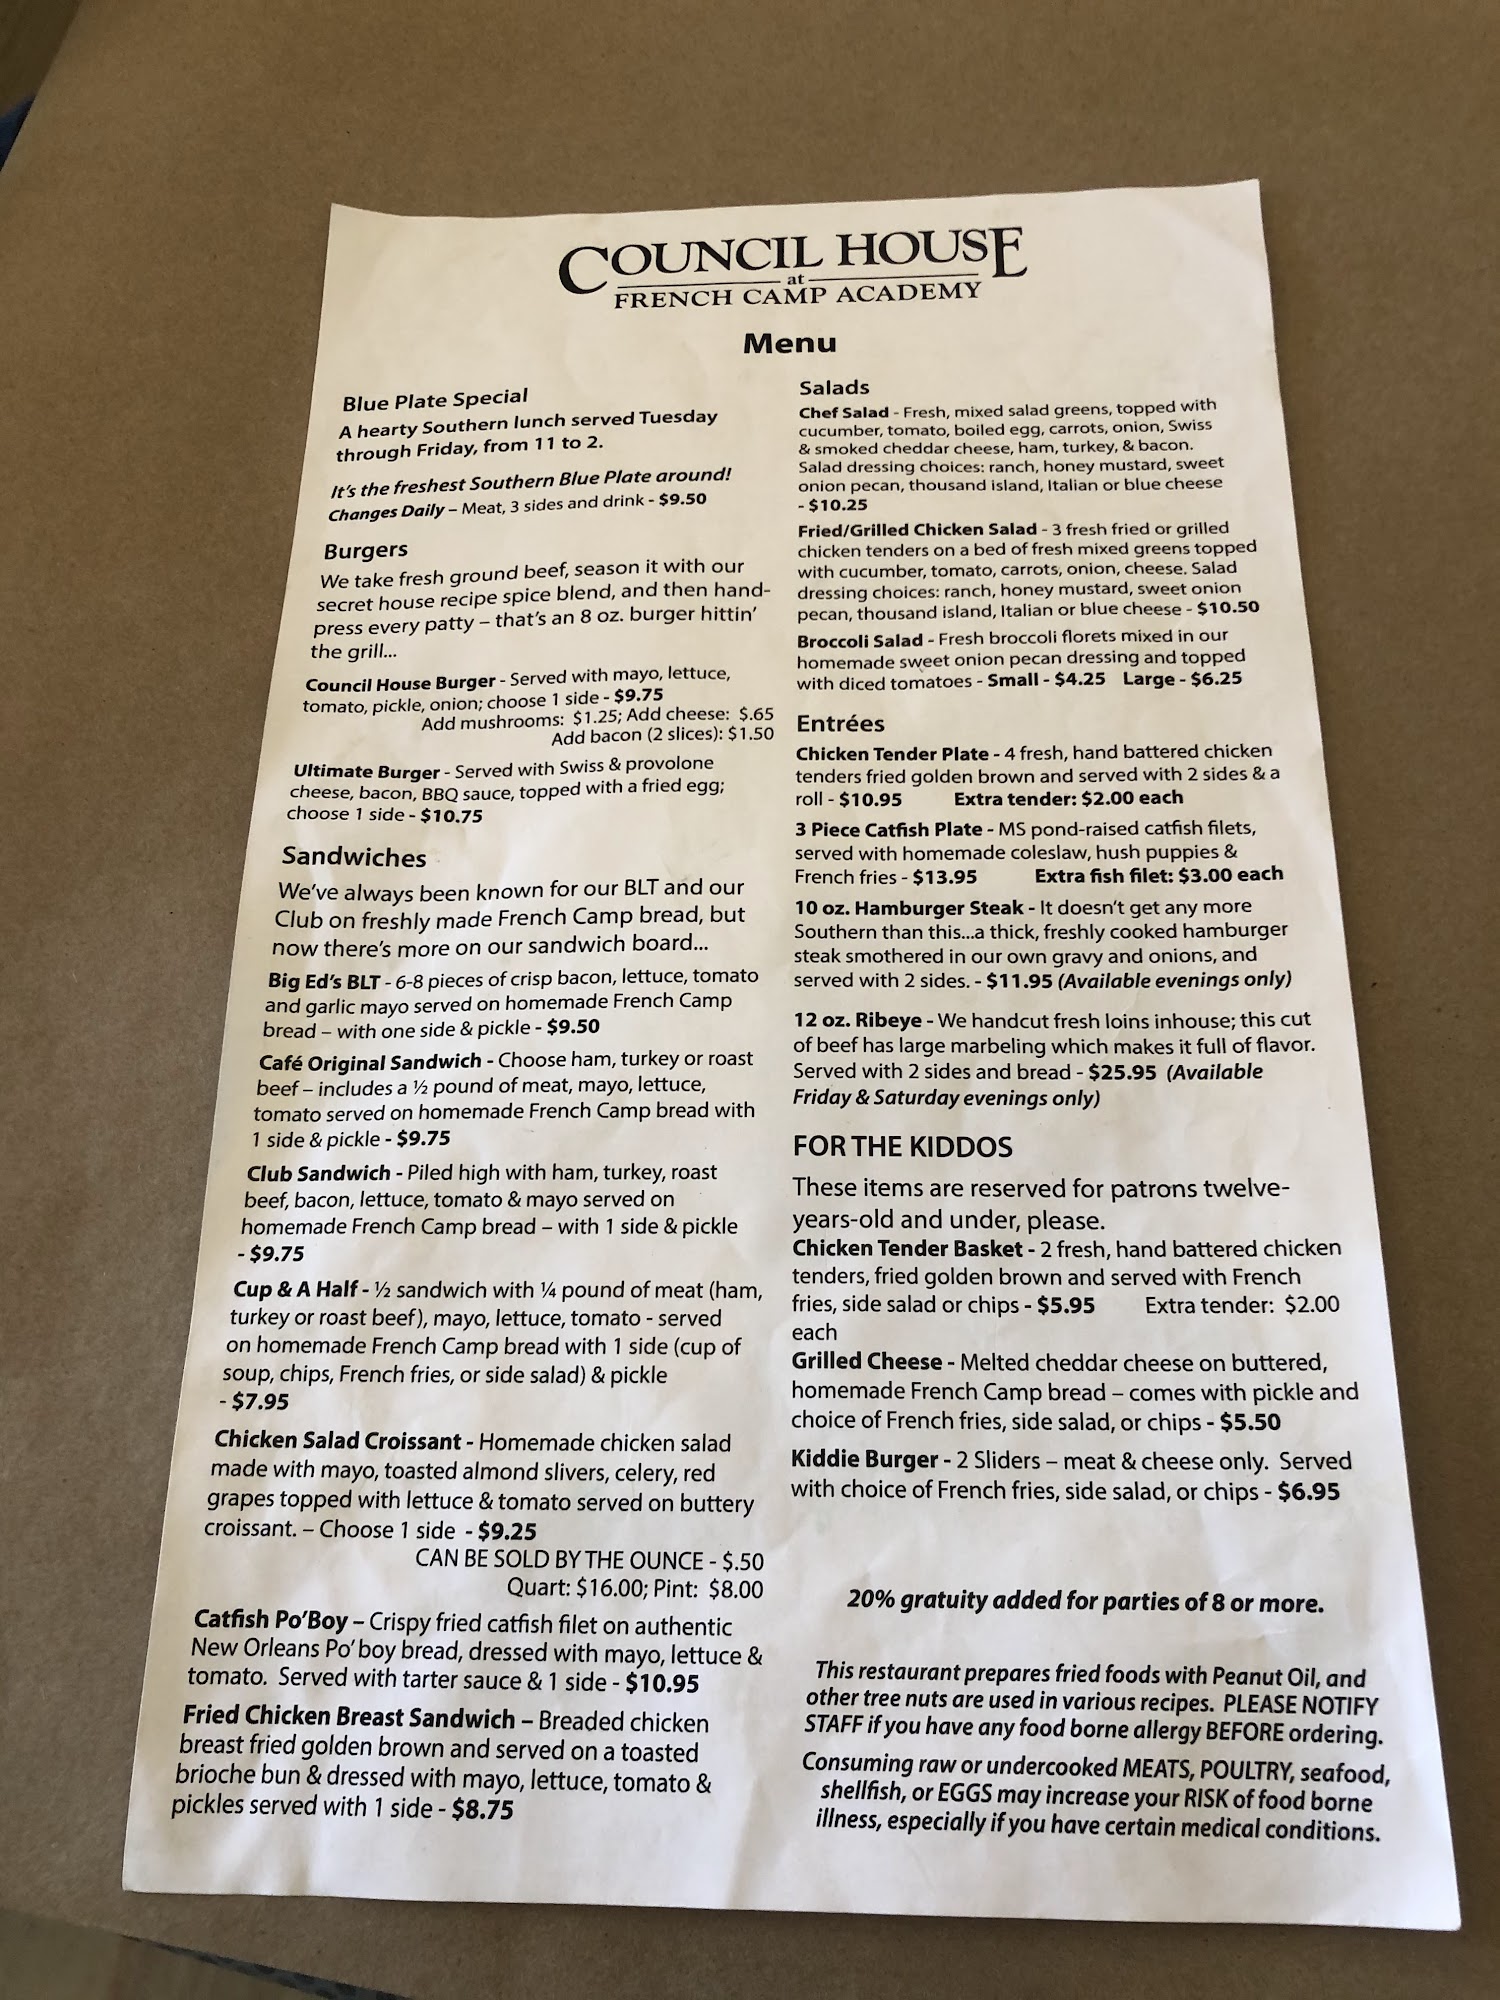 COUNCIL HOUSE
at
FRENCH CAMP ACADEMY
Menu
Blue Plate Special
A hearty Southern lunch served Tuesday
through Friday, from 11 to 2.
It's the freshest Southern Blue Plate around!
Changes Daily – Meat, 3 sides and drink - $9.50
Burgers
We take fresh ground beef, season it with our
secret house recipe spice blend, and then hand-
press every patty – that's an 8 oz. burger hittin'
the grill...
Council House Burger - Served with mayo, lettuce,
tomato, pickle, onion; choose 1 side - $9.75
Add mushrooms: $1.25; Add cheese: $.65
Add bacon (2 slices): $1.50
Ultimate Burger - Served with Swiss & provolone
cheese, bacon, BBQ sauce, topped with a fried egg;
choose 1 side - $10.75
Sandwiches
We've always been known for our BLT and our
Club on freshly made French Camp bread, but
now there's more on our sandwich board...
Big Ed's BLT - 6-8 pieces of crisp bacon, lettuce, tomato
and garlic mayo served on homemade French Camp
bread – with one side & pickle - $9.50
Café Original Sandwich - Choose ham, turkey or roast
beef – includes a ½ pound of meat, mayo, lettuce,
tomato served on homemade French Camp bread with
1 side & pickle - $9.75
Club Sandwich - Piled high with ham, turkey, roast
beef, bacon, lettuce, tomato & mayo served on
homemade French Camp bread – with 1 side & pickle
- $9.75
Cup & A Half - ½ sandwich with ¼ pound of meat (ham,
turkey or roast beef), mayo, lettuce, tomato - served
on homemade French Camp bread with 1 side (cup of
soup, chips, French fries, or side salad) & pickle
- $7.95
Chicken Salad Croissant - Homemade chicken salad
made with mayo, toasted almond slivers, celery, red
grapes topped with lettuce & tomato served on buttery
croissant. – Choose 1 side - $9.25
CAN BE SOLD BY THE OUNCE - $.50
Quart: $16.00; Pint: $8.00
Catfish Po'Boy – Crispy fried catfish filet on authentic
New Orleans Po' boy bread, dressed with mayo, lettuce &
tomato. Served with tarter sauce & 1 side - $10.95
Fried Chicken Breast Sandwich – Breaded chicken
breast fried golden brown and served on a toasted
brioche bun & dressed with mayo, lettuce, tomato &
pickles served with 1 side - $8.75
Salads
Chef Salad - Fresh, mixed salad greens, topped with
cucumber, tomato, boiled egg, carrots, onion, Swiss
& smoked cheddar cheese, ham, turkey, & bacon.
Salad dressing choices: ranch, honey mustard, sweet
onion pecan, thousand island, Italian or blue cheese
- $10.25
Fried/Grilled Chicken Salad - 3 fresh fried or grilled
chicken tenders on a bed of fresh mixed greens topped
with cucumber, tomato, carrots, onion, cheese. Salad
dressing choices: ranch, honey mustard, sweet onion
pecan, thousand island, Italian or blue cheese - $10.50
Broccoli Salad - Fresh broccoli florets mixed in our
homemade sweet onion pecan dressing and topped
with diced tomatoes - Small - $4.25 Large - $6.25
Entrées
Chicken Tender Plate - 4 fresh, hand battered chicken
tenders fried golden brown and served with 2 sides & a
roll - $10.95 Extra tender: $2.00 each
3 Piece Catfish Plate - MS pond-raised catfish filets,
served with homemade coleslaw, hush puppies &
French fries - $13.95 Extra fish filet: $3.00 each
10 oz. Hamburger Steak - It doesn't get any more
Southern than this...a thick, freshly cooked hamburger
steak smothered in our own gravy and onions, and
served with 2 sides. - $11.95 (Available evenings only)
12 oz. Ribeye - We handcut fresh loins inhouse; this cut
of beef has large marbeling which makes it full of flavor.
Served with 2 sides and bread - $25.95 (Available
Friday & Saturday evenings only)
FOR THE KIDDOS
These items are reserved for patrons twelve-
years-old and under, please.
Chicken Tender Basket - 2 fresh, hand battered chicken
tenders, fried golden brown and served with French
fries, side salad or chips - $5.95 Extra tender: $2.00
each
Grilled Cheese - Melted cheddar cheese on buttered,
homemade French Camp bread – comes with pickle and
choice of French fries, side salad, or chips - $5.50
Kiddie Burger - 2 Sliders – meat & cheese only. Served
with choice of French fries, side salad, or chips - $6.95
20% gratuity added for parties of 8 or more.
This restaurant prepares fried foods with Peanut Oil, and
other tree nuts are used in various recipes. PLEASE NOTIFY
STAFF if you have any food borne allergy BEFORE ordering.
Consuming raw or undercooked MEATS, POULTRY, seafood,
shellfish, or EGGS may increase your RISK of food borne
illness, especially if you have certain medical conditions.